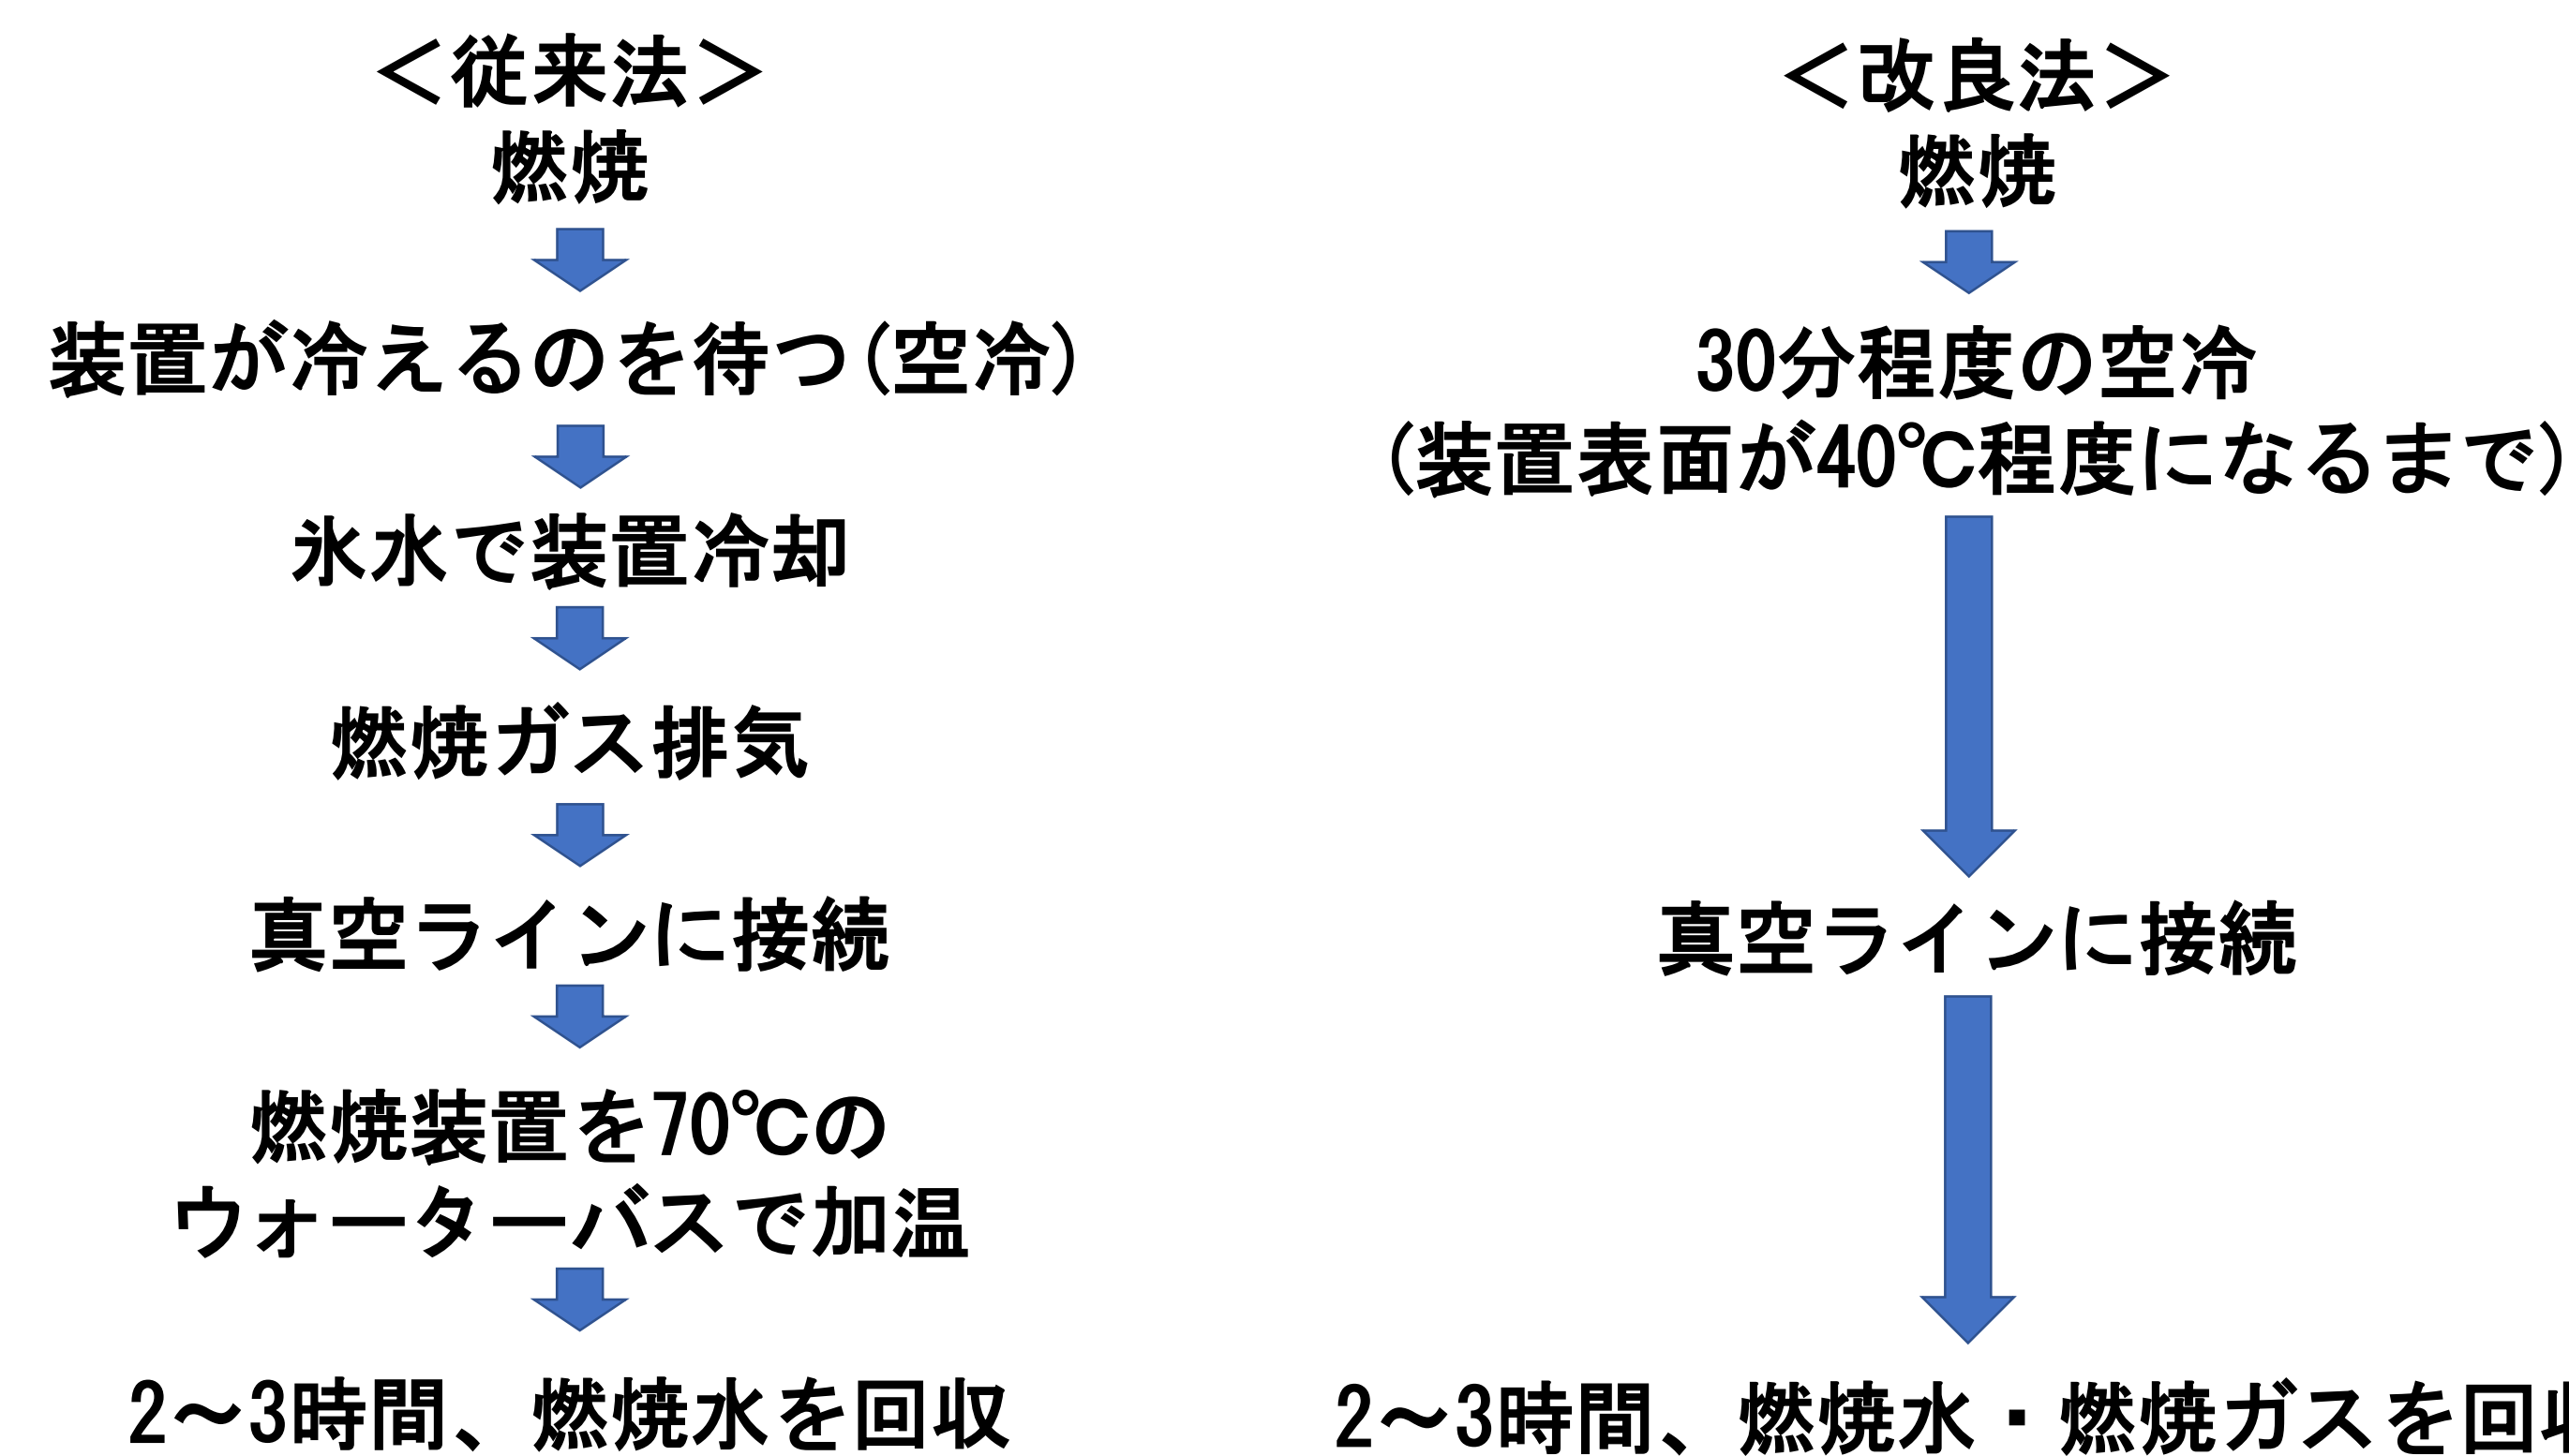 ＜従来法＞
燃焼
装置が冷えるのを待つ(空冷)
氷水で装置冷却
燃焼ガス排気
真空ラインに接続
燃焼装置を70℃の
ウォーターバスで加温
2～3時間、燃焼水を回収
＜改良法＞
燃焼
30分程度の空冷
(装置表面が40℃程度になるまで)
真空ラインに接続
2～3時間、燃焼水・燃焼ガスを回収